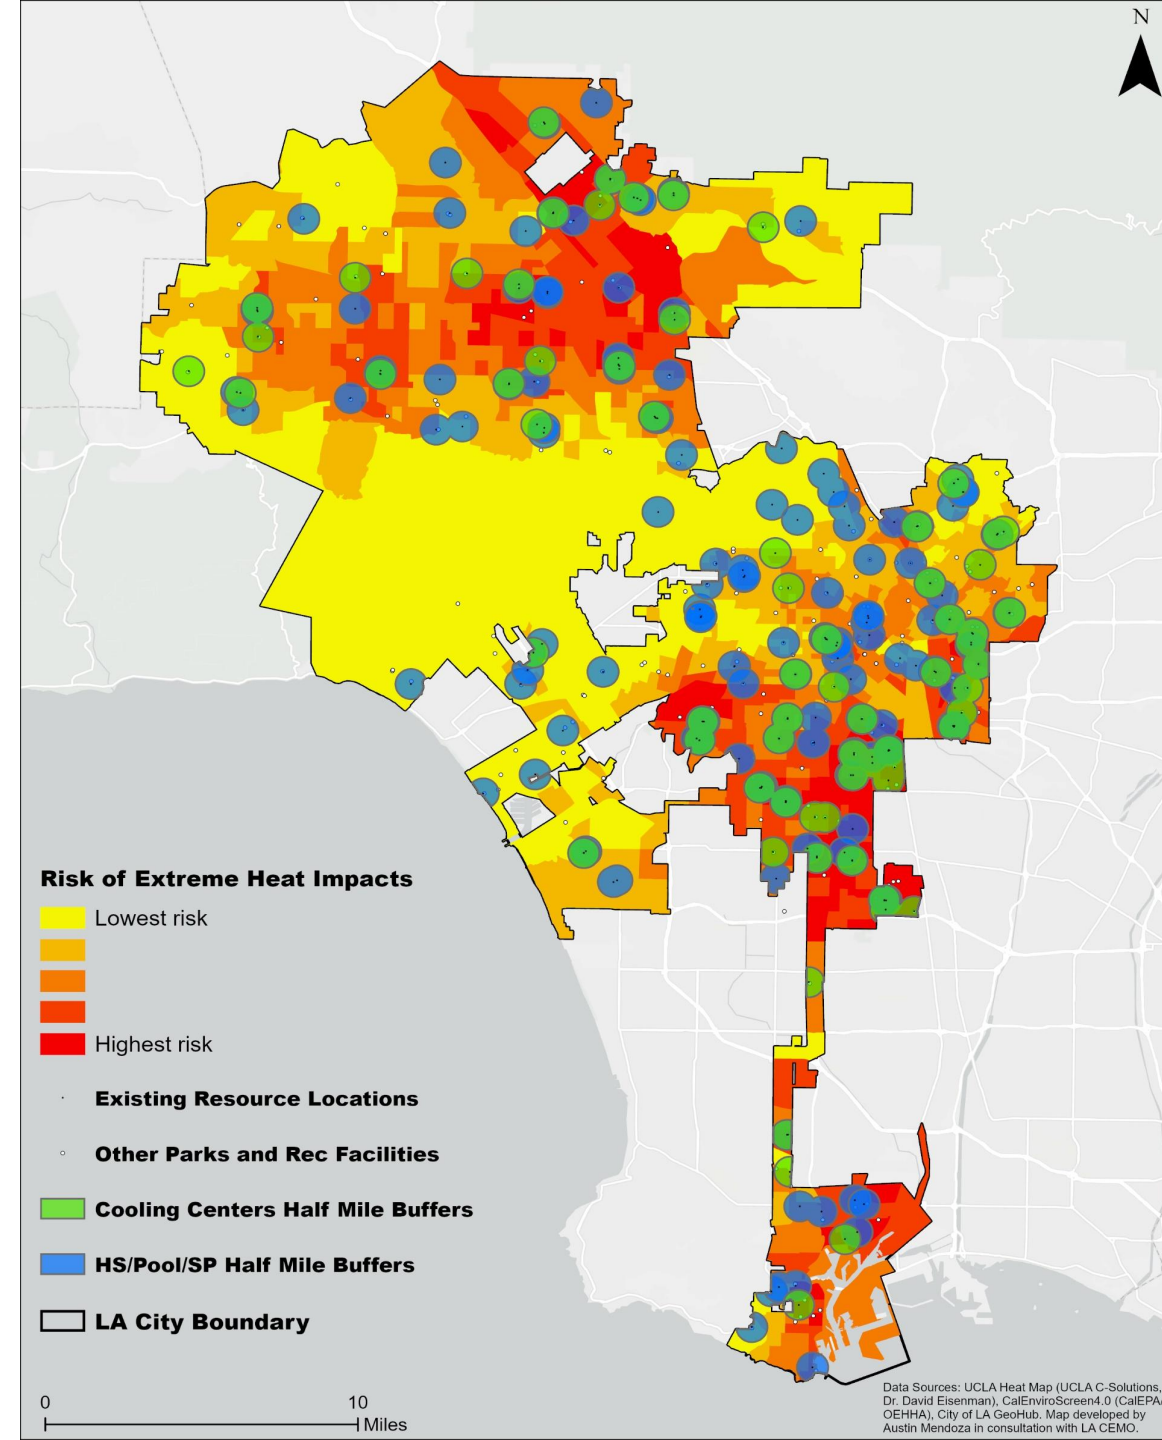 N
Risk of Extreme Heat Impacts
Lowest risk
Highest risk
Existing Resource Locations
Other Parks and Rec Facilities
Cooling Centers Half Mile Buffers
HS/Pool/SP Half Mile Buffers
LA City Boundary
0 10
Miles
Data Sources: UCLA Heat Map (UCLA C-Solutions,
Dr. David Eisenman), CalEnviroScreen4.0 (CalEPA/
OEHHA), City of LA GeoHub. Map developed by
Austin Mendoza in consultation with LA CEMO.